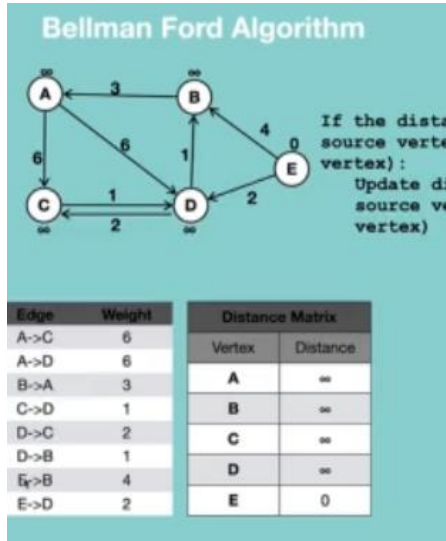 Bellman Ford Algorithm
∞ ∞
A 3 B
4
0
6 6 1 E
2
C 1 D
2
∞ ∞
If the dista
source verte
vertex):
Update di
source ve
vertex)
Edge Weight
A->C 6
A->D 6
B->A 3
C->D 1
D->C 2
D->B 1
E->B 4
E->D 2
Distance Matrix
Vertex Distance
A ∞
B ∞
C ∞
D ∞
E 0